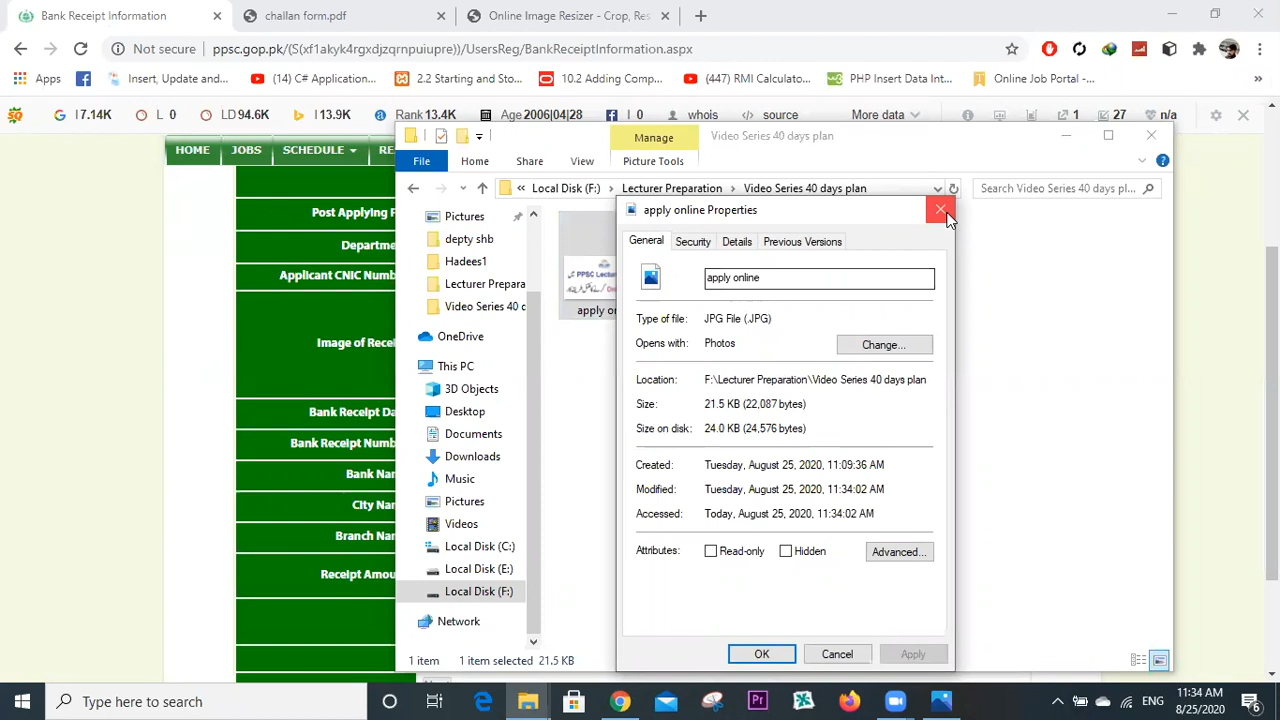 Bank Receipt Information
challan form.pdf
Online Image Resizer - Crop, Res
Not secure
ppsc.gop.pk/(S(xf1akyk4rgxdjzqrnpuiupre))/UsersReg/BankReceiptInformation.aspx
Apps
Insert, Update and...
(14) C# Application...
2.2 Starting and Sto...
10.2 Adding Comp...
(447) RMI Calculato...
PHP Insert Data Int...
Online Job Portal -...
I 7.14K
L 0
LD 94.6K
I 13.9K
Rank 13.4K
Age 2006|04|28
I 0
whois
source
More data
1
27
n/a
HOME
JOBS
SCHEDULE
RE
Post Applying F
Departme
Applicant CNIC Numb
Image of Recei
Bank Receipt Da
Bank Receipt Numb
Bank Nam
City Nam
Branch Nam
Receipt Amou
Manage
Video Series 40 days plan
File
Home
Share
View
Picture Tools
« Local Disk (F:) > Lecturer Preparation > Video Series 40 days plan
Search Video Series 40 days pl...
Pictures
depty shb
Hadees1
Lecturer Prepara
Video Series 40 d
OneDrive
This PC
3D Objects
Desktop
Documents
Downloads
Music
Pictures
Videos
Local Disk (C:)
Local Disk (E:)
Local Disk (F:)
Network
1 item
1 item selected 21.5 KB
apply on
apply online Properties
General
Security
Details
Previous Versions
apply online
Type of file: JPG File (.JPG)
Opens with: Photos
Change...
Location: F:\Lecturer Preparation\Video Series 40 days plan
Size: 21.5 KB (22,087 bytes)
Size on disk: 24.0 KB (24,576 bytes)
Created: Tuesday, August 25, 2020, 11:09:36 AM
Modified: Tuesday, August 25, 2020, 11:34:02 AM
Accessed: Today, August 25, 2020, 11:34:02 AM
Attributes: Read-only Hidden
Advanced...
OK
Cancel
Apply
Type here to search
ENG
11:34 AM
8/25/2020
6